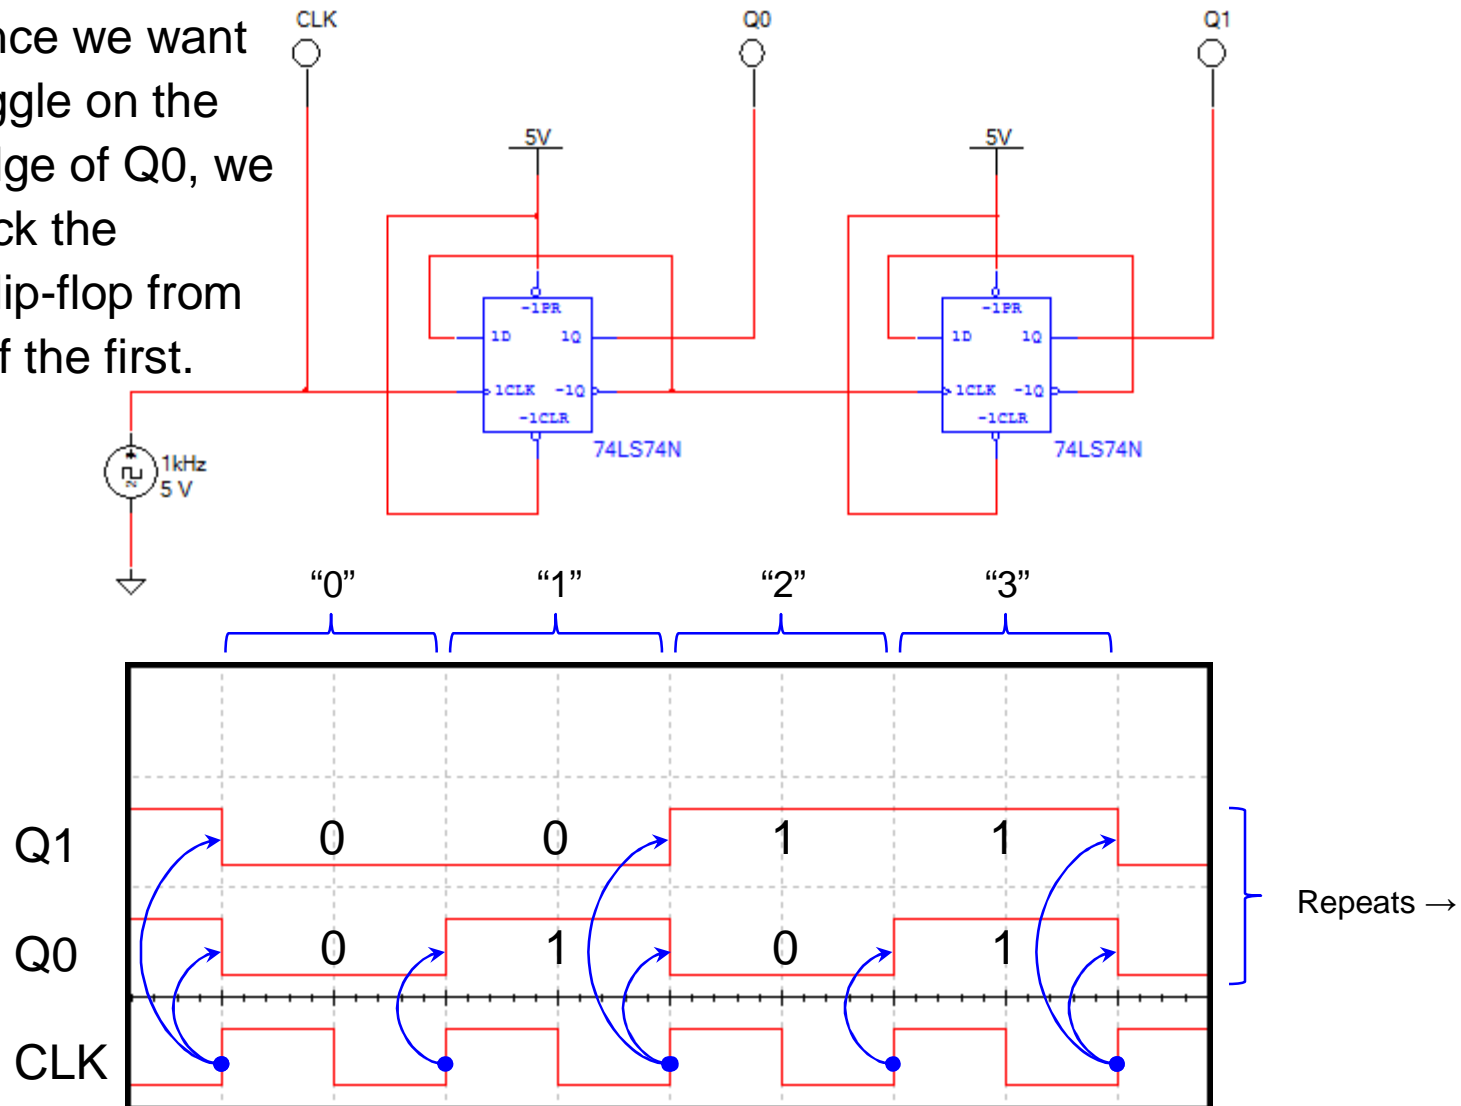 CLK
Q0
Q1
nce we want
ggle on the
dge of Q0, we
ck the
lip-flop from
f the first.
5V
5V
~1PR
1D
1Q
1CLK
~1Q
~1CLR
74LS74N
~1PR
1D
1Q
1CLK
~1Q
~1CLR
74LS74N
1kHz
5 V
“0”
“1”
“2”
“3”
Q1
0
0
1
1
Repeats →
Q0
0
1
0
1
CLK